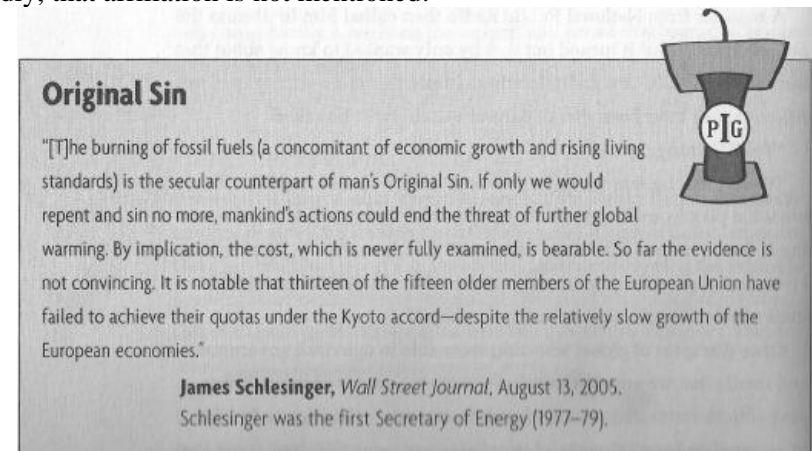 that affiliation is not mentioned.
Original Sin
PIG
"[T]he burning of fossil fuels (a concomitant of economic growth and rising living
standards) is the secular counterpart of man's Original Sin. If only we would
repent and sin no more, mankind's actions could end the threat of further global
warming. By implication, the cost, which is never fully examined, is bearable. So far the evidence is
not convincing. It is notable that thirteen of the fifteen older members of the European Union have
failed to achieve their quotas under the Kyoto accord—despite the relatively slow growth of the
European economies."
James Schlesinger, Wall Street Journal, August 13, 2005.
Schlesinger was the first Secretary of Energy (1977–79).